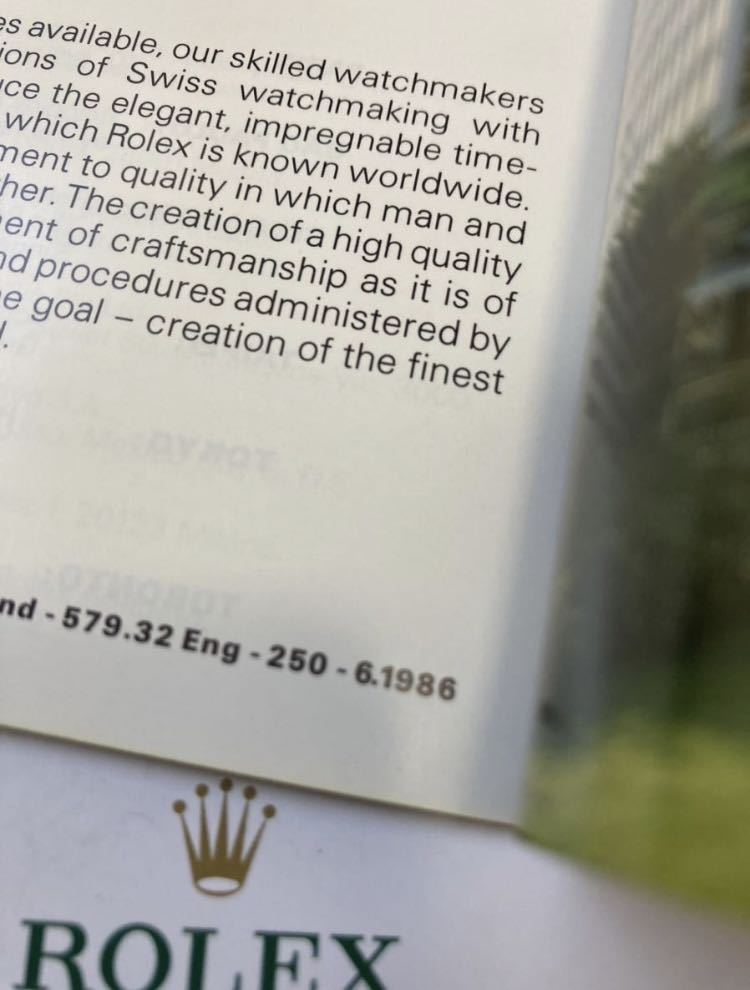 es available, our skilled watchmakers
ions of Swiss watchmaking with
ce the elegant, impregnable time-
which Rolex is known worldwide.
ment to quality in which man and
her. The creation of a high quality
ent of craftsmanship as it is of
nd procedures administered by
e goal – creation of the finest
.
nd - 579.32 Eng - 250 - 6.1986
ROLEX